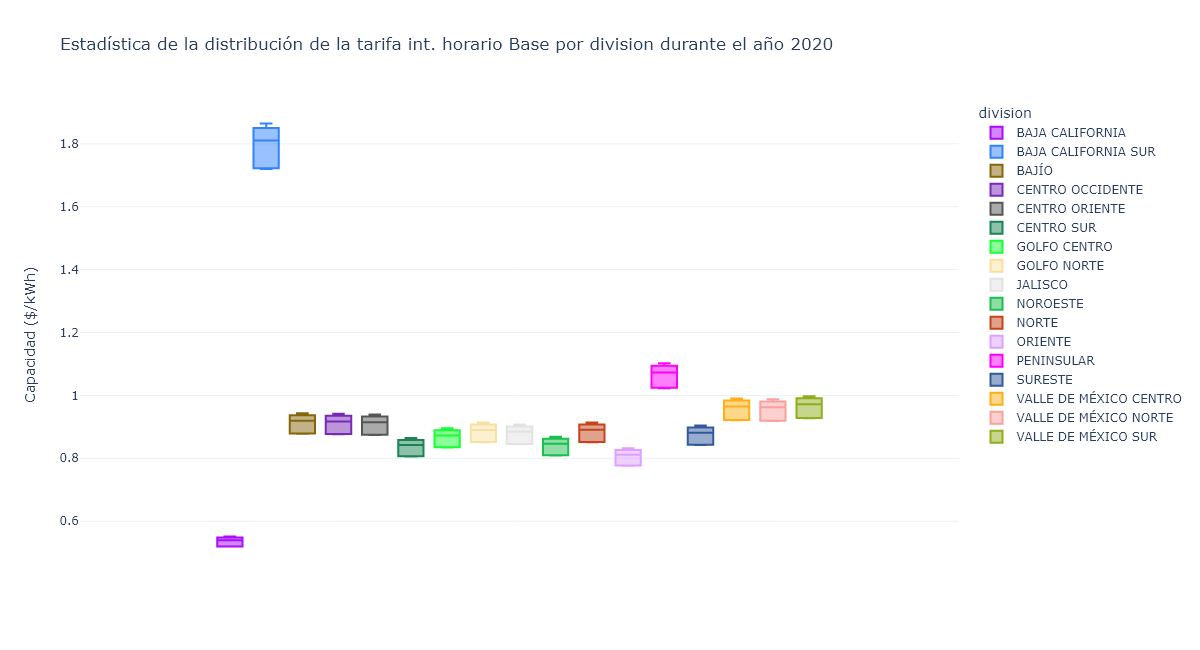 Estadística de la distribución de la tarifa int. horario Base por division durante el año 2020
Capacidad ($/kWh)
1.8
1.6
1.4
1.2
1
0.8
0.6
division
BAJA CALIFORNIA
BAJA CALIFORNIA SUR
BAJÍO
CENTRO OCCIDENTE
CENTRO ORIENTE
CENTRO SUR
GOLFO CENTRO
GOLFO NORTE
JALISCO
NOROESTE
NORTE
ORIENTE
PENINSULAR
SURESTE
VALLE DE MÉXICO CENTRO
VALLE DE MÉXICO NORTE
VALLE DE MÉXICO SUR